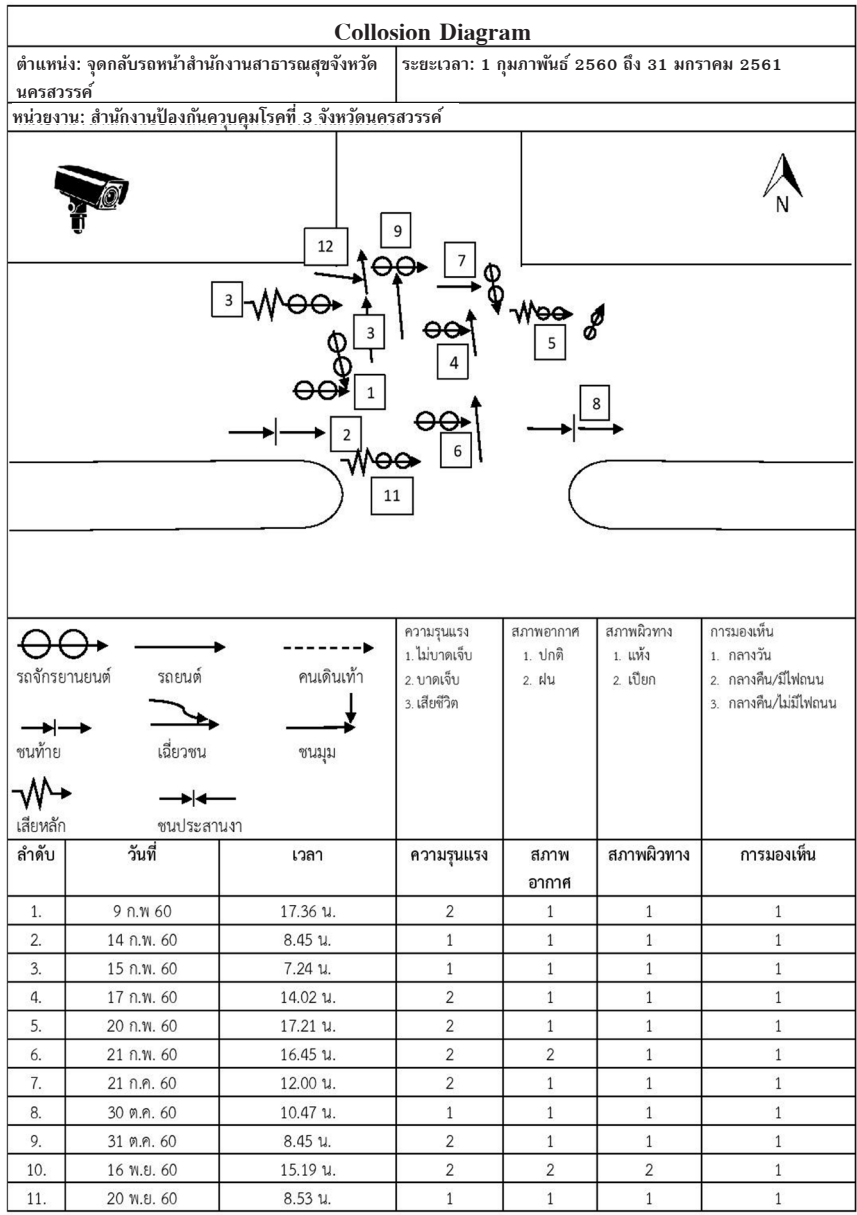 Collosion Diagram
ตำแหน่ง: จุดกลับรถหน้าสำนักงานสาธารณสุขจังหวัด
นครสวรรค์
ระยะเวลา: 1 กุมภาพันธ์ 2560 ถึง 31 มกราคม 2561
หน่วยงาน: สำนักงานป้องกันควบคุมโรคที่ 3 จังหวัดนครสวรรค์
N
9
12
7
3
3
5
4
1
8
2
6
11
รถจักรยานยนต์
รถยนต์
คนเดินเท้า
ชนท้าย
เฉี่ยวชน
ชนมุม
เสียหลัก
ชนประสานงา
ความรุนแรง
1.ไม่บาดเจ็บ
2.บาดเจ็บ
3.เสียชีวิต
สภาพอากาศ
1. ปกติ
2. ฝน
สภาพผิวทาง
1. แห้ง
2. เปียก
การมองเห็น
1. กลางวัน
2. กลางคืน/มีไฟถนน
3. กลางคืน/ไม่มีไฟถนน
ลำดับ วันที่ เวลา ความรุนแรง สภาพ สภาพผิวทาง การมองเห็น
อากาศ
1. 9 ก.พ 60 17.36 น. 2 1 1 1
2. 14 ก.พ. 60 8.45 น. 1 1 1 1
3. 15 ก.พ. 60 7.24 น. 1 1 1 1
4. 17 ก.พ. 60 14.02 น. 2 1 1 1
5. 20 ก.พ. 60 17.21 น. 2 1 1 1
6. 21 ก.พ. 60 16.45 น. 2 2 1 1
7. 21 ก.ค. 60 12.00 น. 2 1 1 1
8. 30 ต.ค. 60 10.47 น. 1 1 1 1
9. 31 ต.ค. 60 8.45 น. 2 1 1 1
10. 16 พ.ย. 60 15.19 น. 2 2 2 1
11. 20 พ.ย. 60 8.53 น. 1 1 1 1